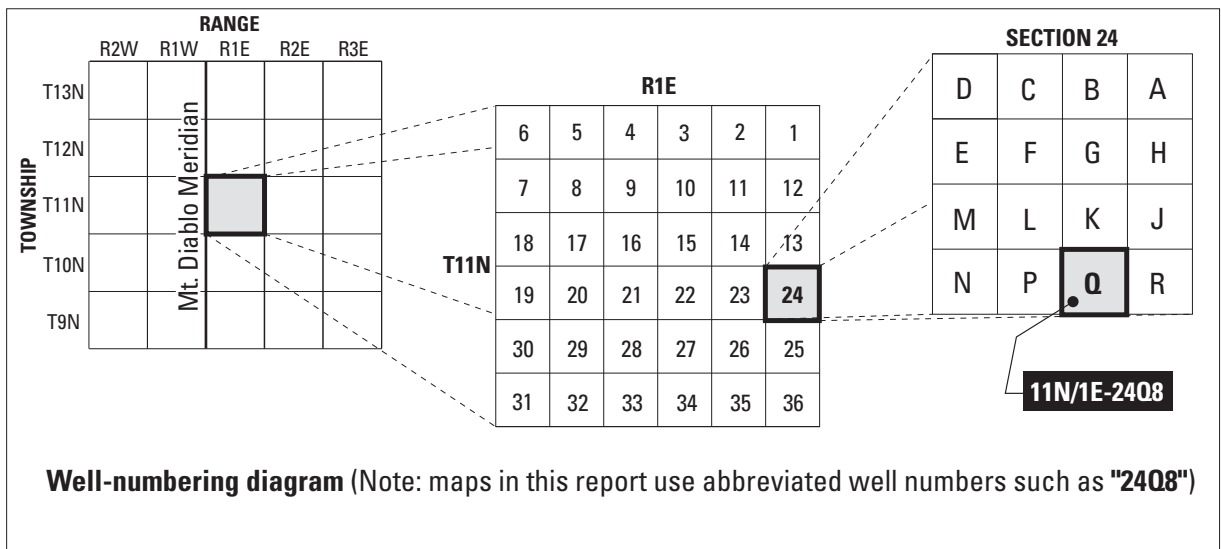 RANGE
R2W R1W R1E R2E R3E
TOWNSHIP
T13N
T12N
T11N
T10N
T9N
Mt. Diablo Meridian
R1E
T11N
6 5 4 3 2 1
7 8 9 10 11 12
18 17 16 15 14 13
19 20 21 22 23 24
30 29 28 27 26 25
31 32 33 34 35 36
SECTION 24
D C B A
E F G H
M L K J
N P Q R
11N/1E-24Q8
Well-numbering diagram (Note: maps in this report use abbreviated well numbers such as "24Q8")